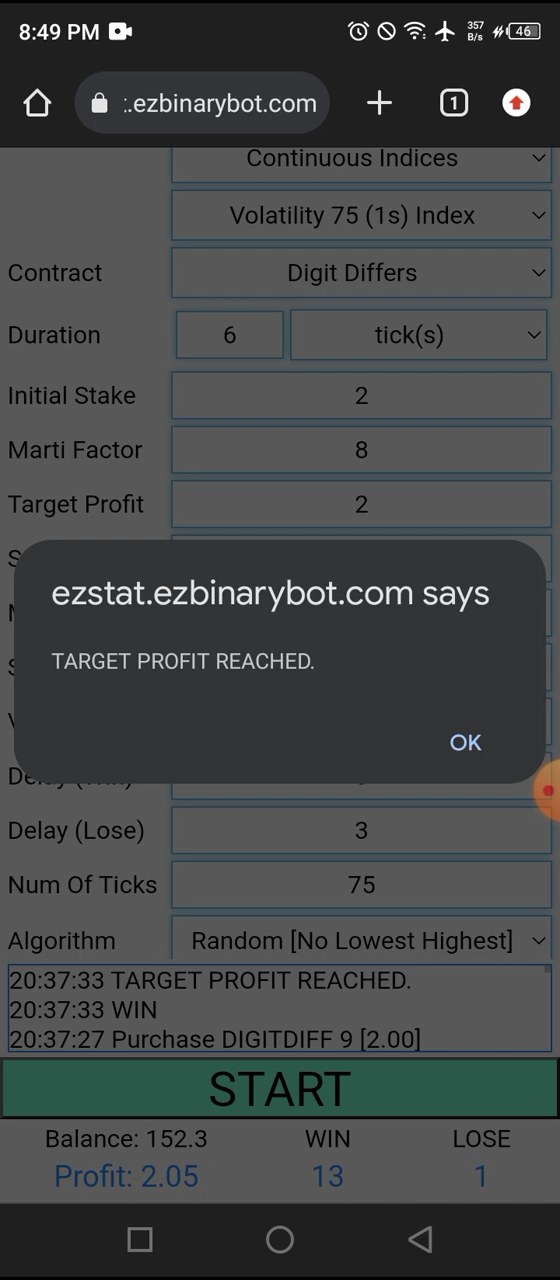 8:49 PM
357
B/s
46
:.ezbinarybot.com
1
Continuous Indices
Volatility 75 (1s) Index
Contract
Digit Differs
Duration
6
tick(s)
Initial Stake
2
Marti Factor
8
Target Profit
2
ezstat.ezbinarybot.com says
TARGET PROFIT REACHED.
OK
Delay (Lose)
3
Num Of Ticks
75
Algorithm
Random [No Lowest Highest]
20:37:33 TARGET PROFIT REACHED.
20:37:33 WIN
20:37:27 Purchase DIGITDIFF 9 [2.00]
START
Balance: 152.3
WIN
LOSE
Profit: 2.05
13
1